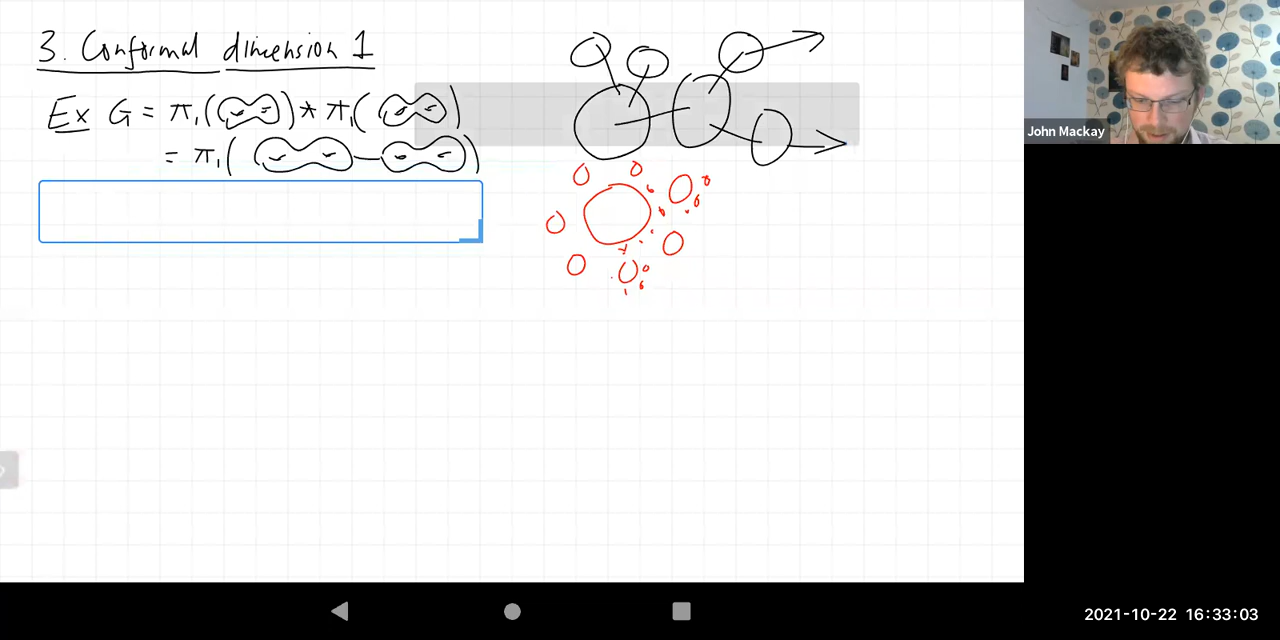 3. Conformal dimension 1
Ex G = π₁( ) * π₁( )
= π₁( )
John Mackay
2021-10-22 16:33:03